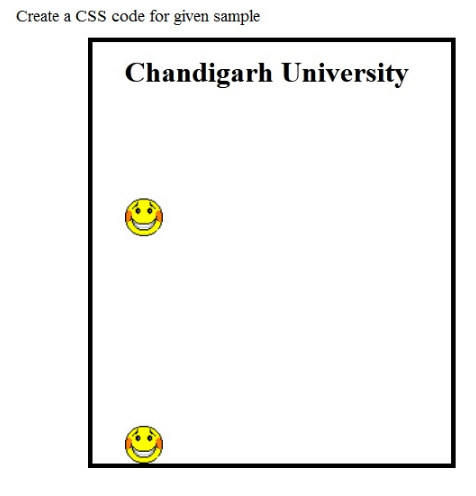 Create a CSS code for given sample
Chandigarh University